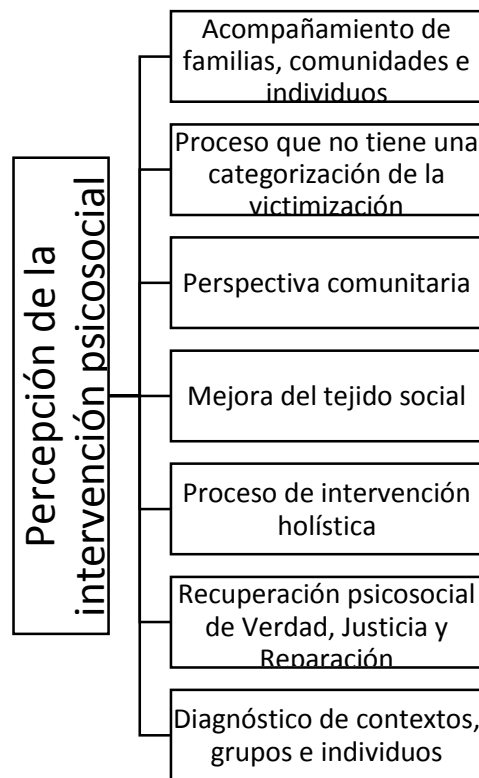 Percepción de la
intervención psicosocial
Acompañamiento de
familias, comunidades e
individuos
Proceso que no tiene una
categorización de la
victimización
Perspectiva comunitaria
Mejora del tejido social
Proceso de intervención
holística
Recuperación psicosocial
de Verdad, Justicia y
Reparación
Diagnóstico de contextos,
grupos e individuos